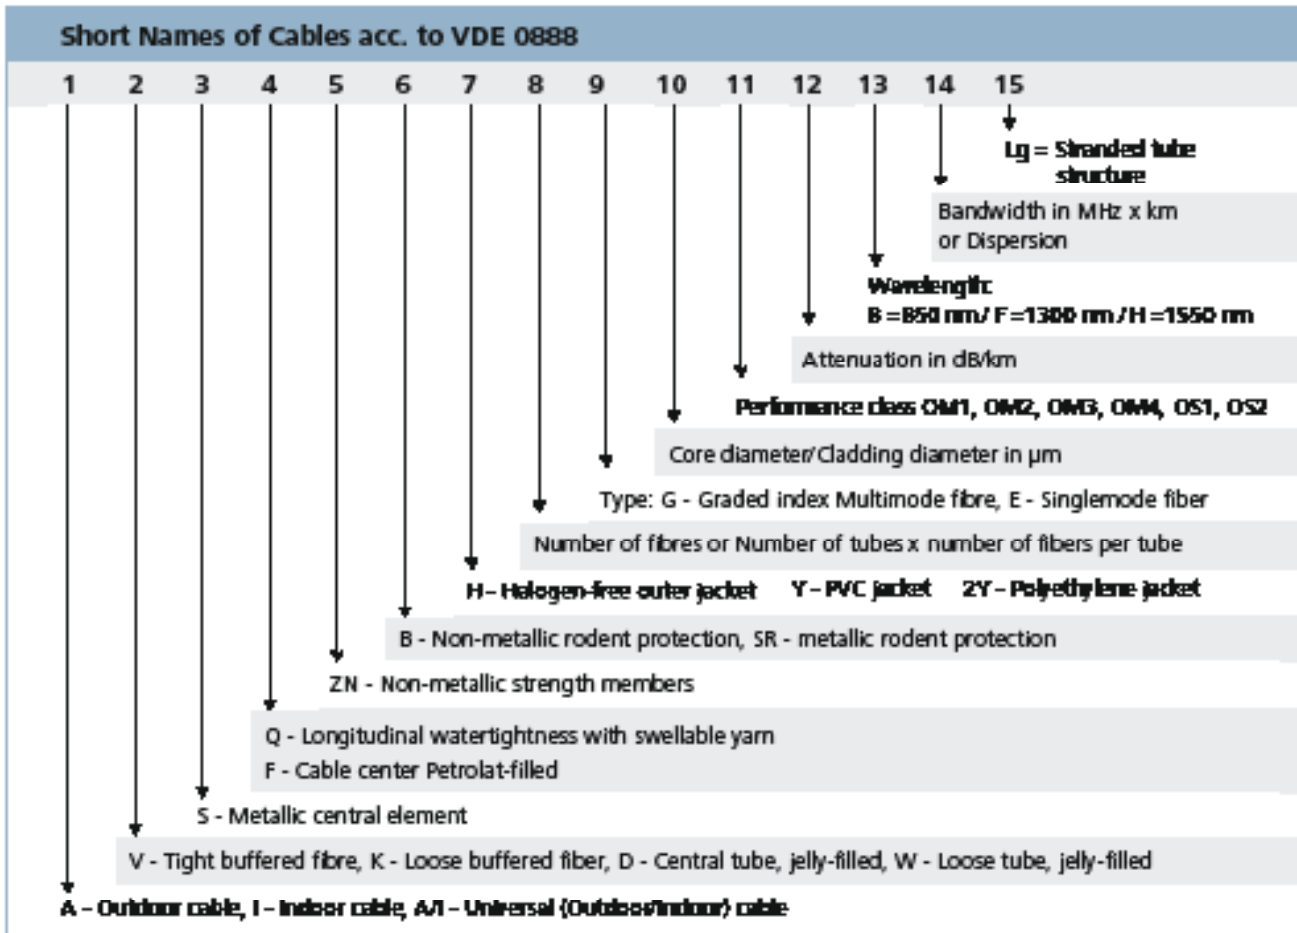 Short Names of Cables acc. to VDE 0888
1 2 3 4 5 6 7 8 9 10 11 12 13 14 15
Lg = Stranded tube
structure
Bandwidth in MHz x km
or Dispersion
Wavelength:
B =850 nm / F =1300 nm / H =1550 nm
Attenuation in dB/km
Performance class OM1, OM2, OM3, OM4, OS1, OS2
Core diameter/Cladding diameter in µm
Type: G - Graded index Multimode fibre, E - Singlemode fiber
Number of fibres or Number of tubes x number of fibers per tube
H - Halogen-free outer jacket Y - PVC jacket 2Y - Polyethylene jacket
B - Non-metallic rodent protection, SR - metallic rodent protection
ZN - Non-metallic strength members
Q - Longitudinal watertightness with swellable yarn
F - Cable center Petrolat-filled
S - Metallic central element
V - Tight buffered fibre, K - Loose buffered fiber, D - Central tube, jelly-filled, W - Loose tube, jelly-filled
A - Outdoor cable, I - Indoor cable, A/I - Universal (Outdoor/Indoor) cable